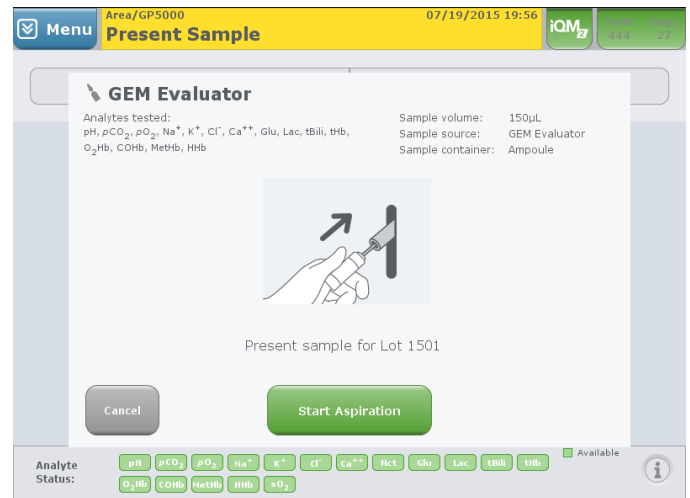 Menu
Area/GP5000
07/19/2015 19:56
Present Sample
iQM2
444
27
GEM Evaluator
Analytes tested:
pH, pCO2, pO2, Na+, K+, Cl-, Ca++, Glu, Lac, tBili, tHb,
O2Hb, COHb, MetHb, HHb
Sample volume: 150µL
Sample source: GEM Evaluator
Sample container: Ampoule
Present sample for Lot 1501
Cancel
Start Aspiration
Analyte
Status:
pH pCO2 pO2 Na+ K+ Cl- Ca++ Hct Glu Lac tBili tHb
O2Hb COHb MetHb HHb sO2
Available
i